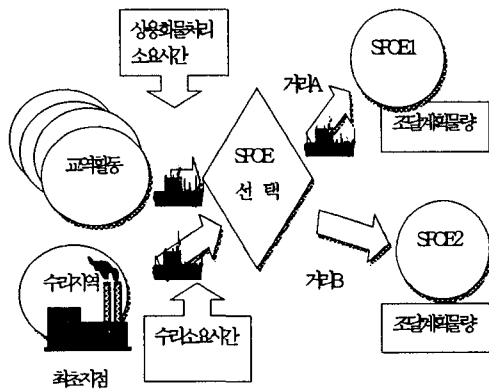 상용화물처리
소요시간
교역활동
수리지역
최초지점
SPOE
선 택
수리소요시간
거리A
SPOE1
조달계획물량
거리B
SPOE2
조달계획물량